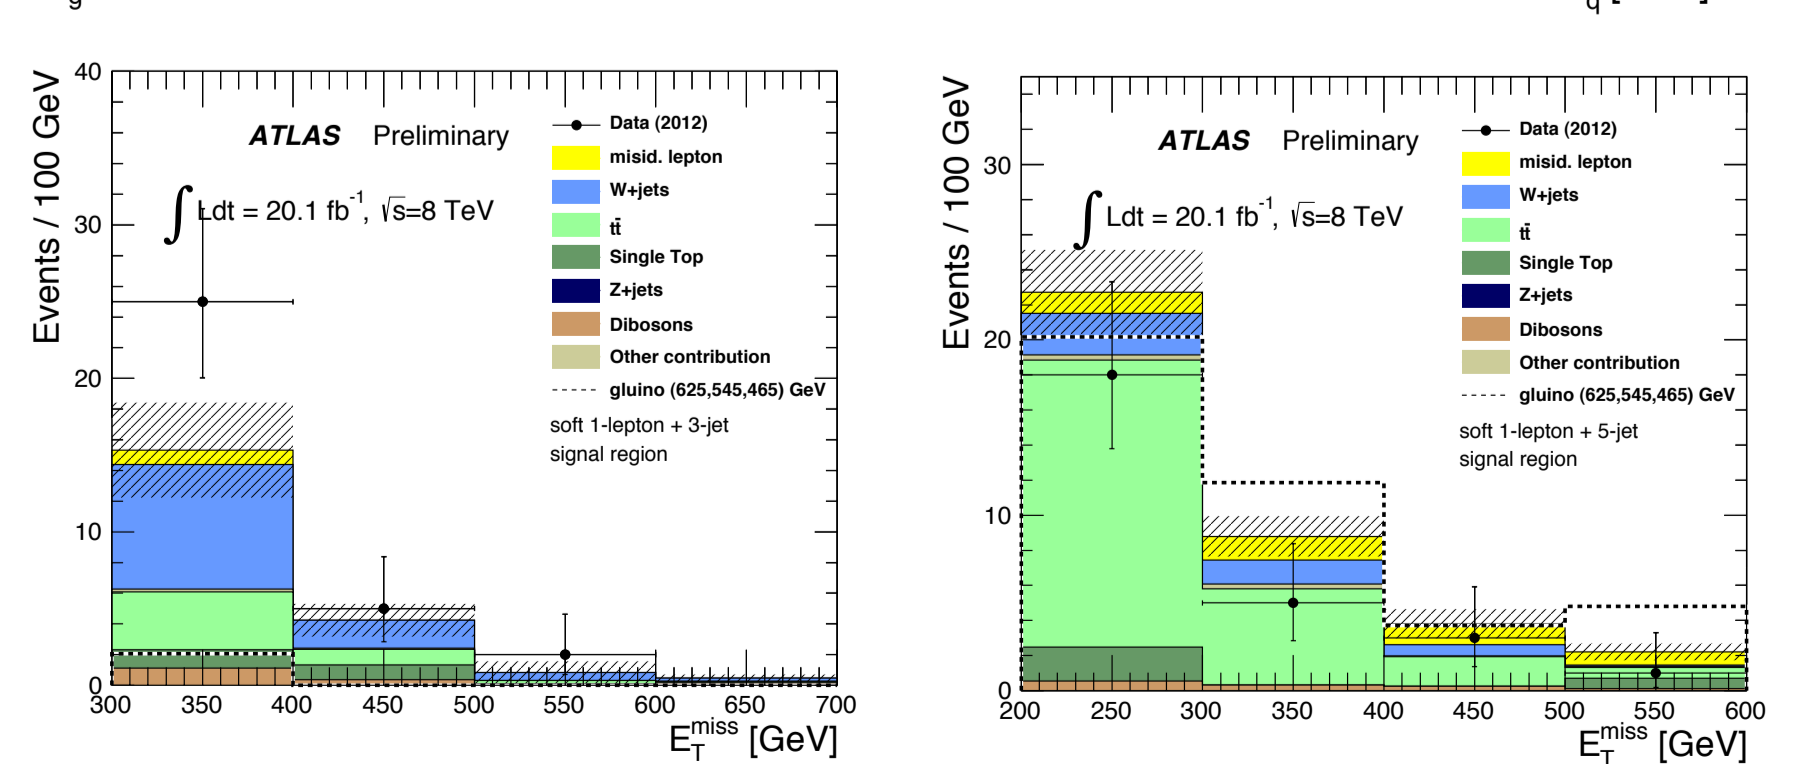 g
q [
Events / 100 GeV
40
30
20
10
0
ATLAS Preliminary
∫ Ldt = 20.1 fb⁻¹, √s=8 TeV
Data (2012)
misid. lepton
W+jets
tt̄
Single Top
Z+jets
Dibosons
Other contribution
gluino (625,545,465) GeV
soft 1-lepton + 3-jet
signal region
300 350 400 450 500 550 600 650 700
E_T^miss [GeV]
Events / 100 GeV
30
20
10
0
ATLAS Preliminary
∫ Ldt = 20.1 fb⁻¹, √s=8 TeV
Data (2012)
misid. lepton
W+jets
tt̄
Single Top
Z+jets
Dibosons
Other contribution
gluino (625,545,465) GeV
soft 1-lepton + 5-jet
signal region
200 250 300 350 400 450 500 550 600
E_T^miss [GeV]